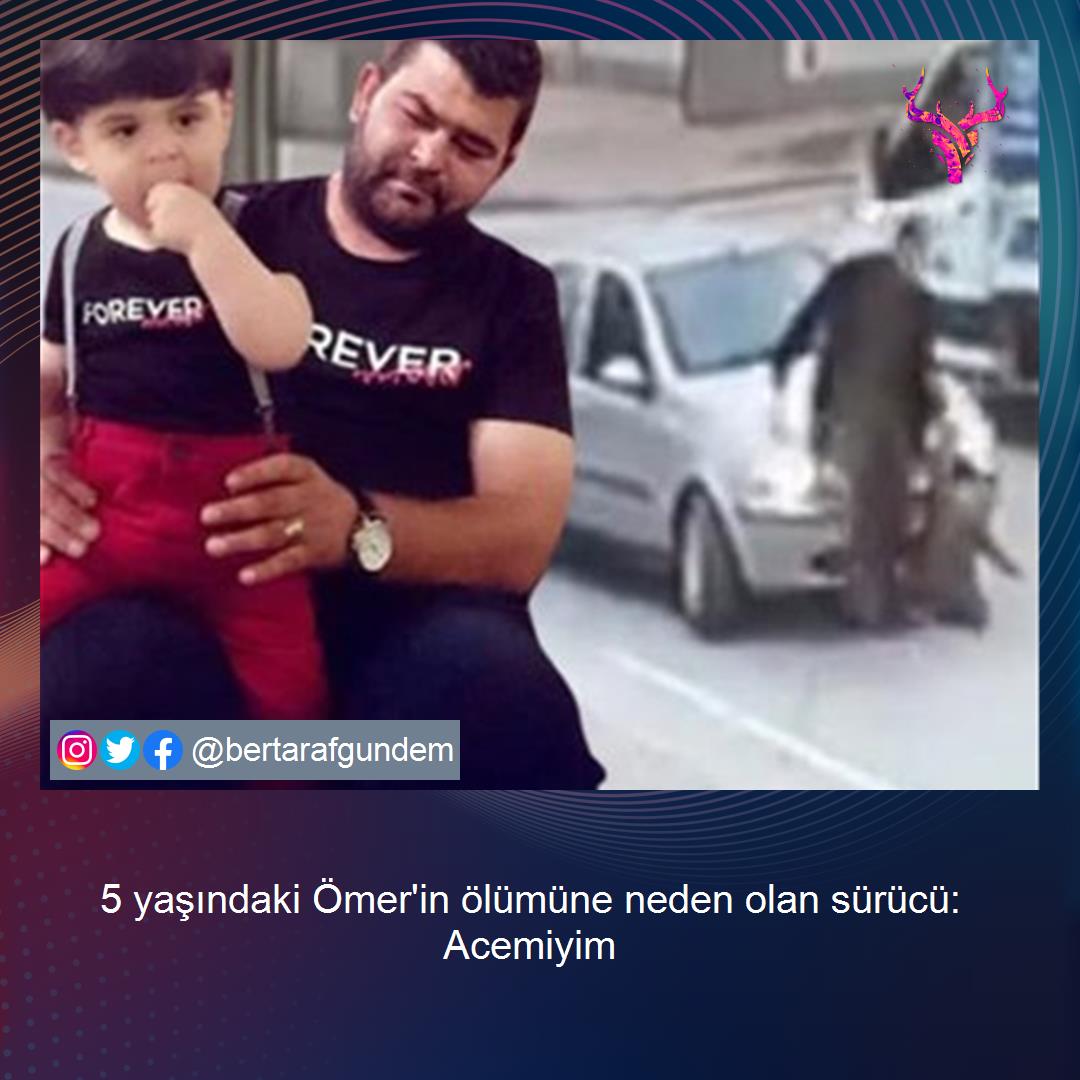 FOREVER
REVER
@bertarafgundem
5 yaşındaki Ömer'in ölümüne neden olan sürücü:
Acemiyim